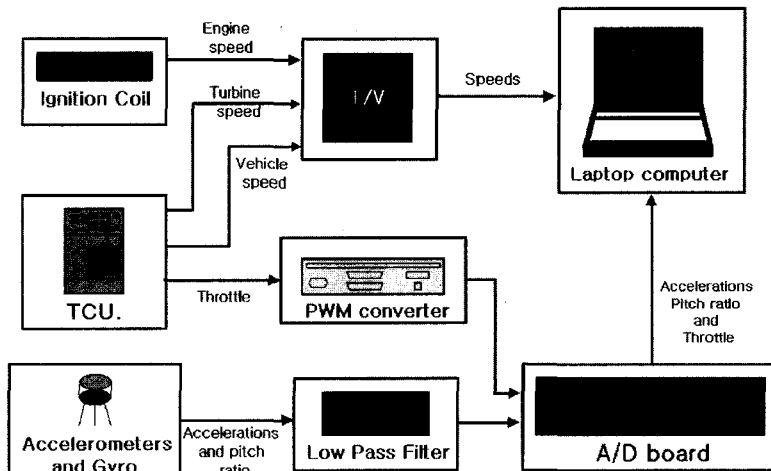 Engine
speed
Ignition Coil
Turbine
speed
/V
Speeds
Vehicle
speed
Laptop computer
TCU.
Throttle
PWM converter
Accelerations
Pitch ratio
and
Throttle
Accelerometers
and Gyro
Accelerations
and pitch
ratio
Low Pass Filter
A/D board